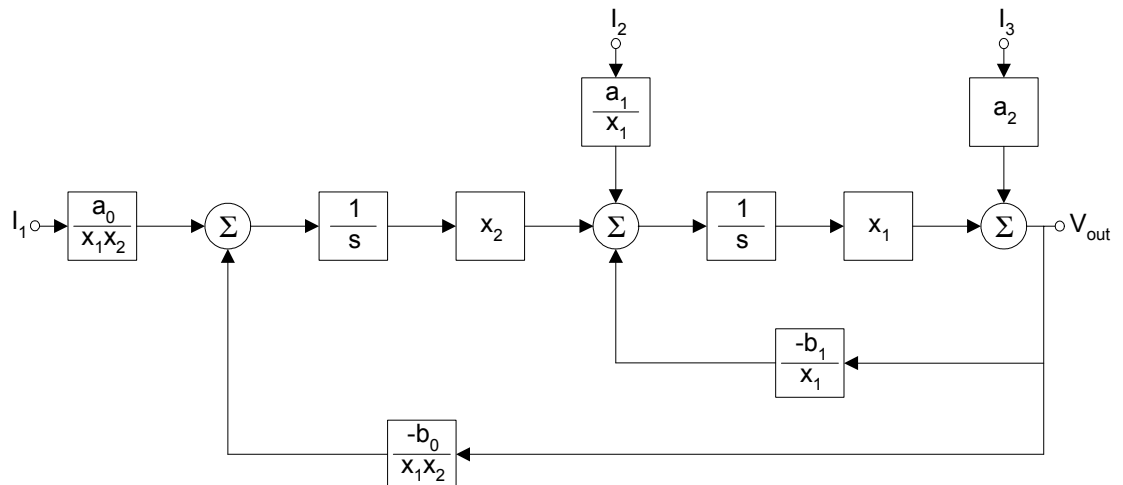 I₂
I₃
a₁
x₁
a₂
I₁
a₀
x₁x₂
Σ
1
s
x₂
Σ
1
s
x₁
Σ
Vₒᵤₜ
-b₁
x₁
-b₀
x₁x₂